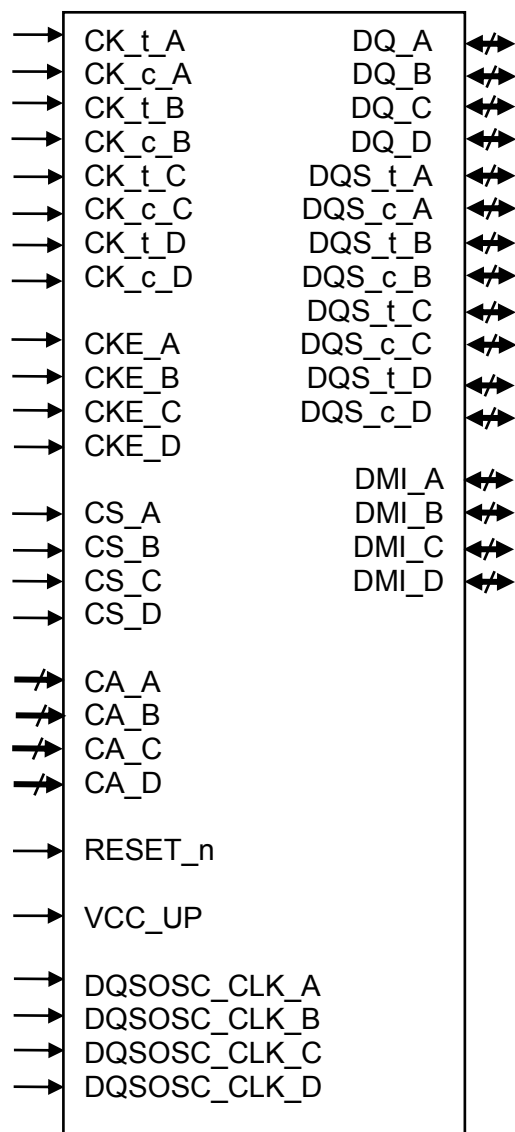 CK_t_A DQ_A
CK_c_A DQ_B
CK_t_B DQ_C
CK_c_B DQ_D
CK_t_C DQS_t_A
CK_c_C DQS_c_A
CK_t_D DQS_t_B
CK_c_D DQS_c_B
DQS_t_C
CKE_A DQS_c_C
CKE_B DQS_t_D
CKE_C DQS_c_D
CKE_D
DMI_A
CS_A DMI_B
CS_B DMI_C
CS_C DMI_D
CS_D
CA_A
CA_B
CA_C
CA_D
RESET_n
VCC_UP
DQSOSC_CLK_A
DQSOSC_CLK_B
DQSOSC_CLK_C
DQSOSC_CLK_D